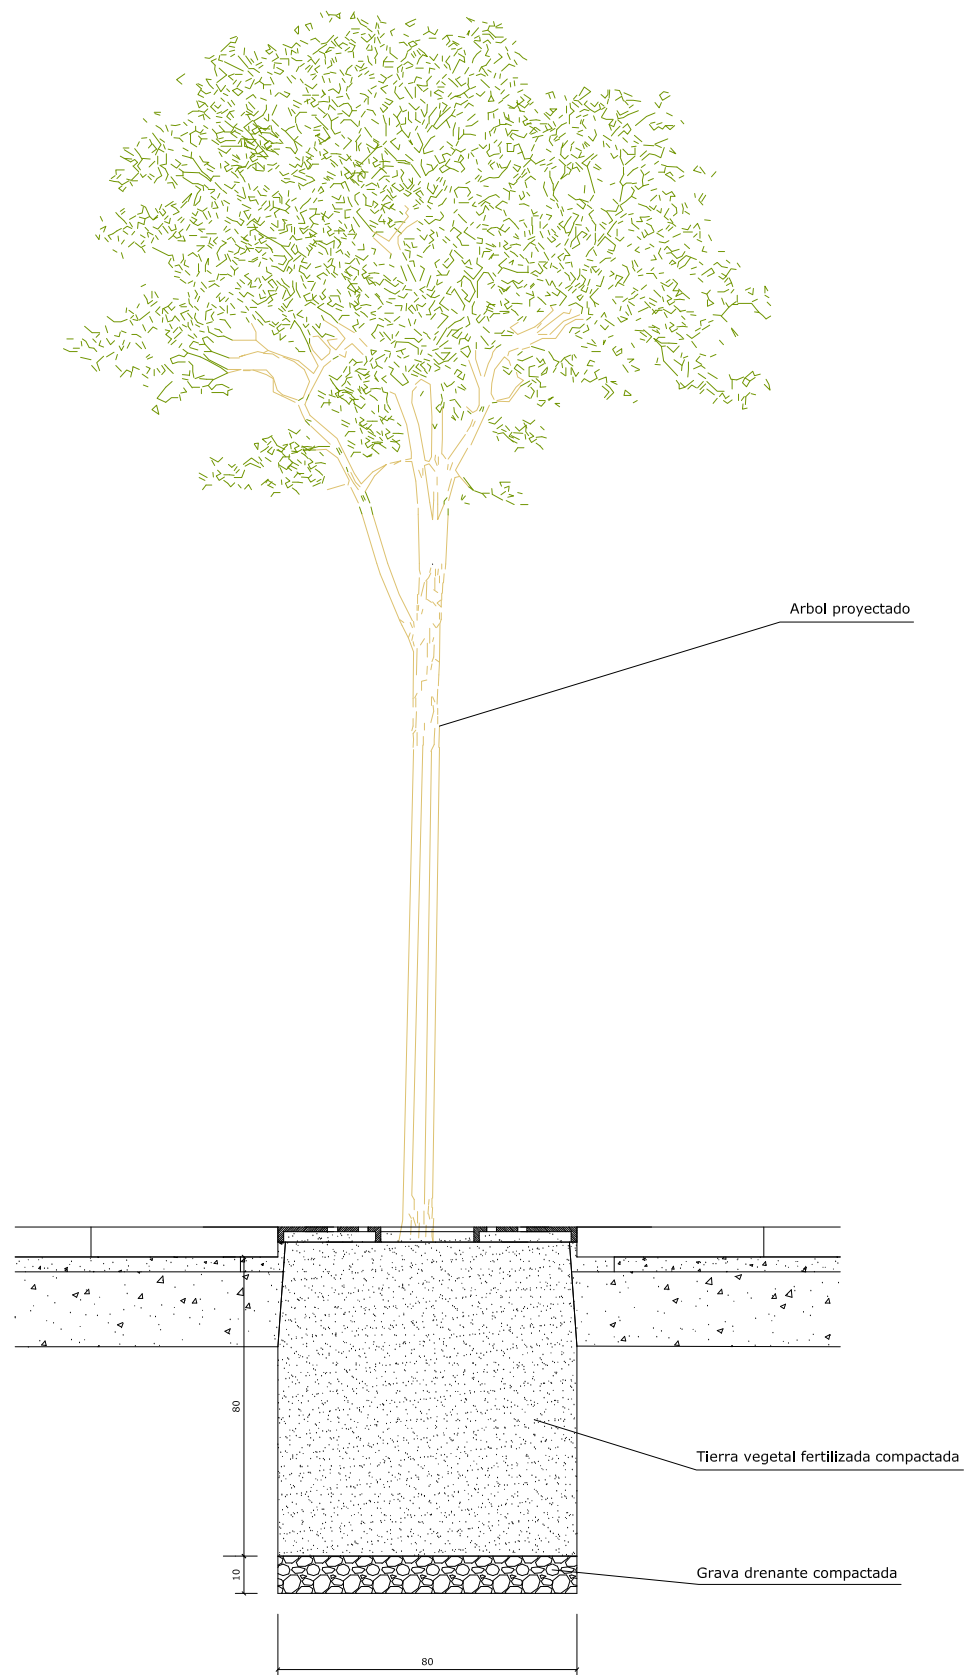 Arbol proyectado
80
Tierra vegetal fertilizada compactada
10
Grava drenante compactada
80